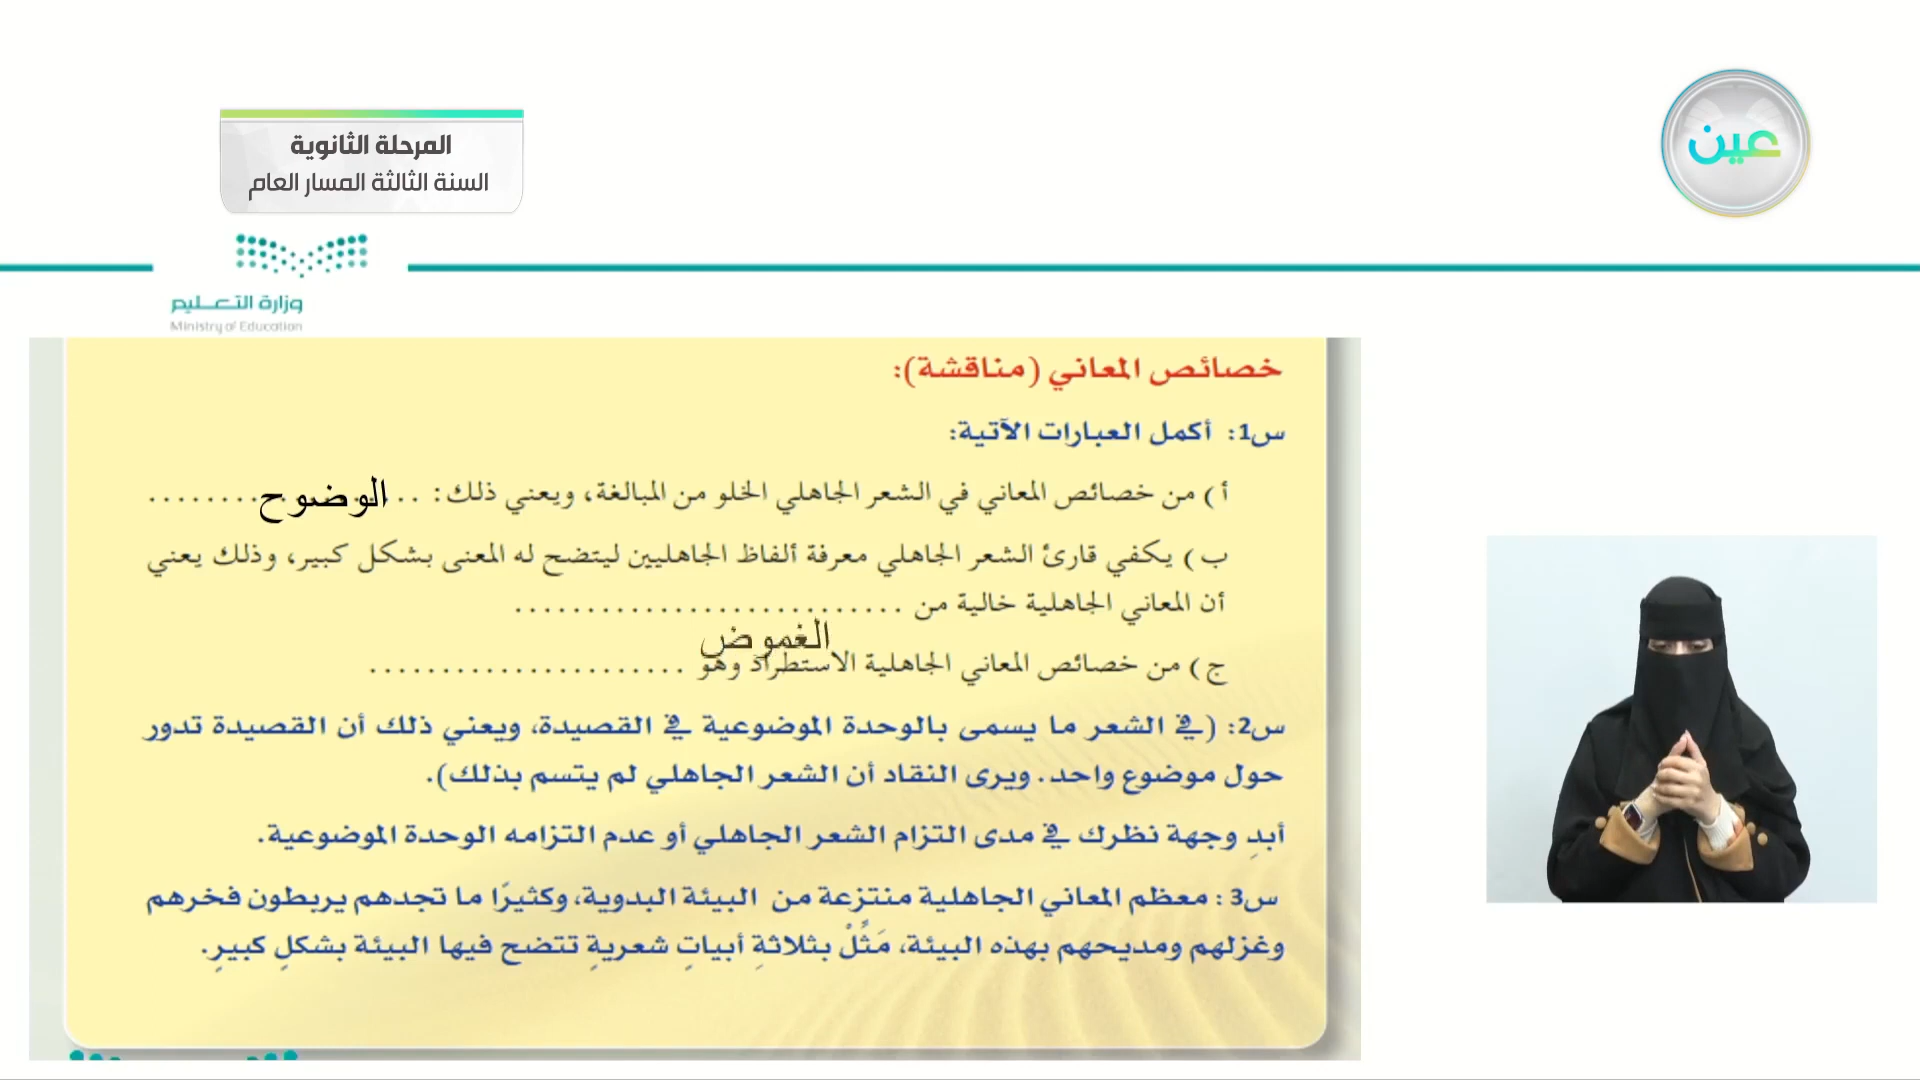 المرحلة الثانوية
السنة الثالثة المسار العام
عين
وزارة التعليم
Ministry of Education
خصائص المعاني (مناقشة):
س1: أكمل العبارات الآتية:
أ) من خصائص المعاني في الشعر الجاهلي الخلو من المبالغة، ويعني ذلك: .. الوضوح ........
ب) يكفي قارئ الشعر الجاهلي معرفة ألفاظ الجاهليين ليتضح له المعنى بشكل كبير، وذلك يعني
أن المعاني الجاهلية خالية من ...........................
الغموض
ج) من خصائص المعاني الجاهلية الاستطراد وهو ......................
س2: (في الشعر ما يسمى بالوحدة الموضوعية في القصيدة، ويعني ذلك أن القصيدة تدور
حول موضوع واحد. ويرى النقاد أن الشعر الجاهلي لم يتسم بذلك).
أبدِ وجهة نظرك في مدى التزام الشعر الجاهلي أو عدم التزامه الوحدة الموضوعية.
س3: معظم المعاني الجاهلية منتزعة من البيئة البدوية، وكثيرًا ما تجدهم يربطون فخرهم
وغزلهم ومديحهم بهذه البيئة، مَثِّلْ بثلاثةِ أبياتٍ شعريةٍ تتضح فيها البيئة بشكلٍ كبيرٍ.